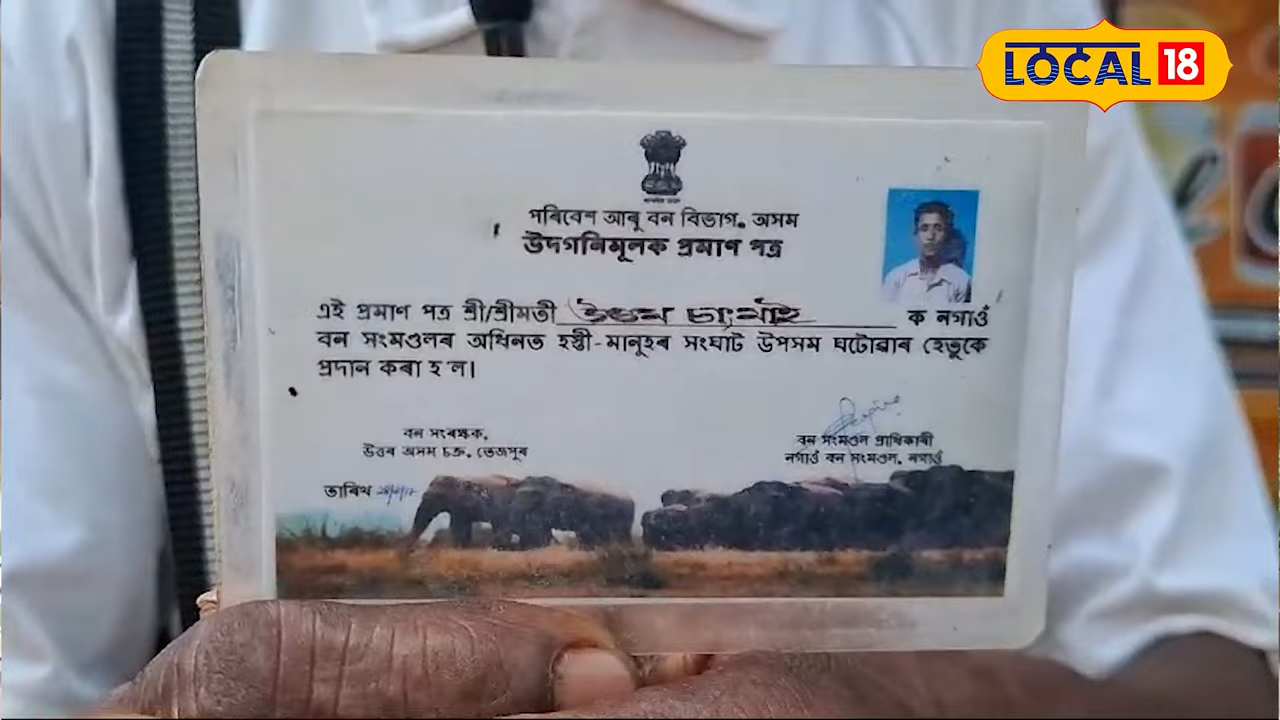 LOCAL 18
পৰিবেশ আৰু বন বিভাগ, অসম
উদগনিমূলক প্ৰমাণ পত্ৰ
এই প্ৰমাণ পত্ৰ শ্ৰী/শ্ৰীমতী উত্তম চাংমাই ক নগাওঁ
বন সংমণ্ডলৰ অধিনত হস্তী-মানুহৰ সংঘাট উপসম ঘটোৱাৰ হেতুকে
প্ৰদান কৰা হ'ল।
বন সংৰক্ষক,
উত্তৰ অসম চক্ৰ, তেজপুৰ
বন সংমণ্ডল প্ৰাধিকাৰী
নগাওঁ বন সংমণ্ডল, নগাওঁ
তাৰিখ